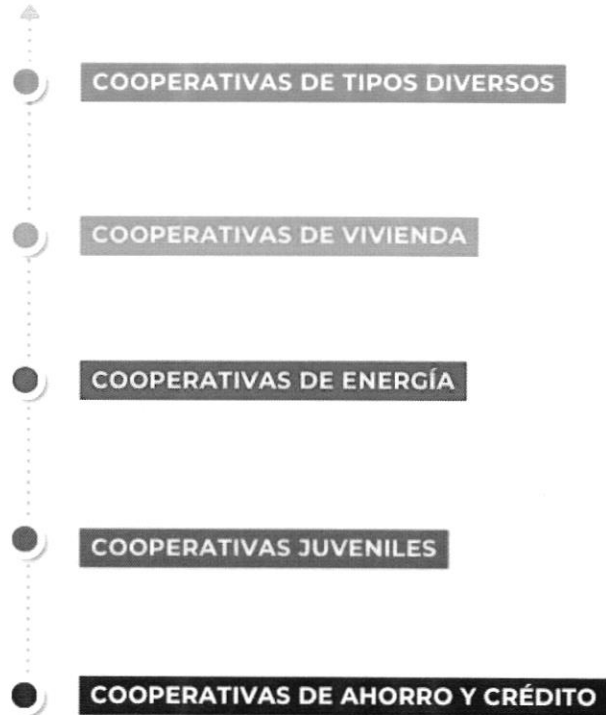 COOPERATIVAS DE TIPOS DIVERSOS
COOPERATIVAS DE VIVIENDA
COOPERATIVAS DE ENERGÍA
COOPERATIVAS JUVENILES
COOPERATIVAS DE AHORRO Y CRÉDITO